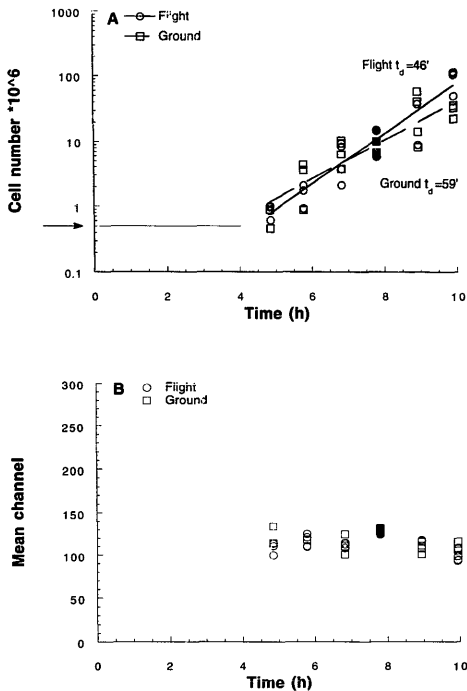 A
Flight
Ground
1000
100
10
1
0.1
Cell number *10^6
Flight t_d =46'
Ground t_d =59'
0 2 4 6 8 10
Time (h)
B
Flight
Ground
300
250
200
150
100
50
0
Mean channel
0 2 4 6 8 10
Time (h)